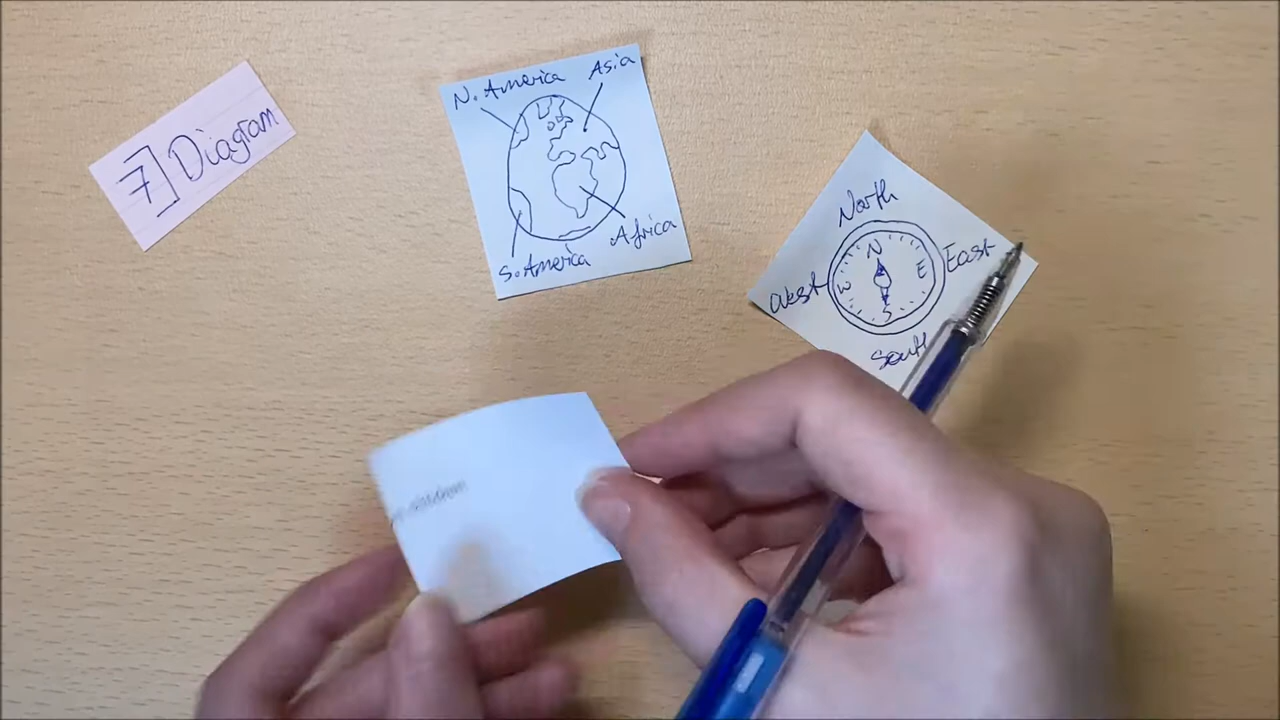 7] Diagram
N. America
Asia
S. America
Africa
North
West
East
South
N
W
E
S